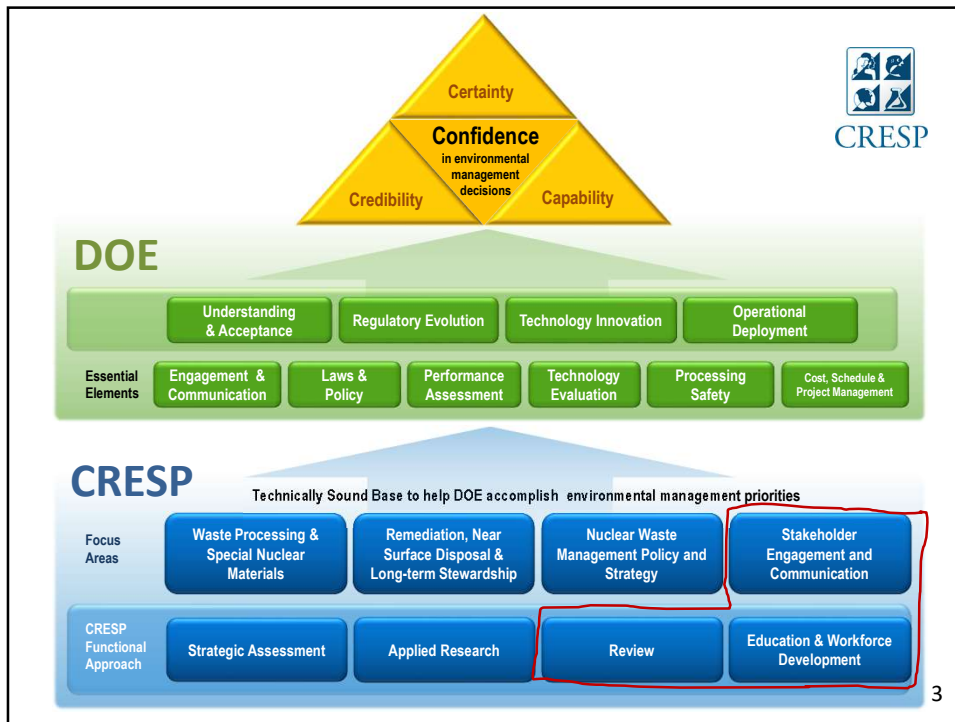 Certainty
Confidence
in environmental
management
decisions
Credibility
Capability
CRESP
DOE
Understanding
& Acceptance
Regulatory Evolution
Technology Innovation
Operational
Deployment
Essential
Elements
Engagement &
Communication
Laws &
Policy
Performance
Assessment
Technology
Evaluation
Processing
Safety
Cost, Schedule &
Project Management
CRESP
Technically Sound Base to help DOE accomplish environmental management priorities
Focus
Areas
Waste Processing &
Special Nuclear
Materials
Remediation, Near
Surface Disposal &
Long-term Stewardship
Nuclear Waste
Management Policy and
Strategy
Stakeholder
Engagement and
Communication
CRESP
Functional
Approach
Strategic Assessment
Applied Research
Review
Education & Workforce
Development
3